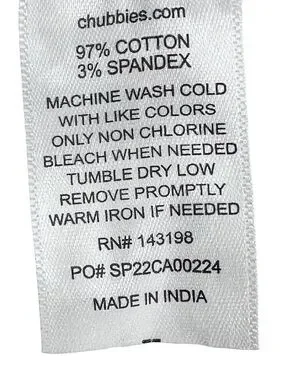 chubbies.com
97% COTTON
3% SPANDEX
MACHINE WASH COLD
WITH LIKE COLORS
ONLY NON CHLORINE
BLEACH WHEN NEEDED
TUMBLE DRY LOW
REMOVE PROMPTLY
WARM IRON IF NEEDED
RN# 143198
PO# SP22CA00224
MADE IN INDIA